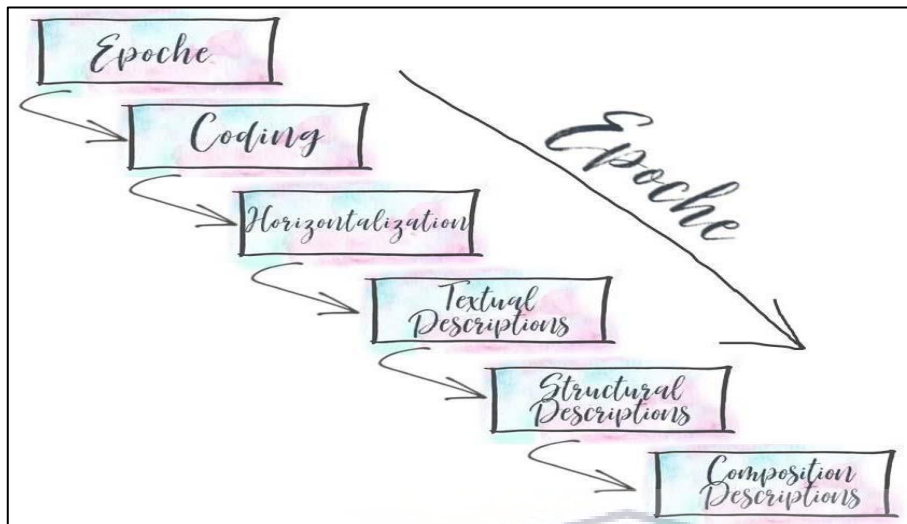 Epoche
Coding
Epoche
Horizontalization
Textual
Descriptions
Structural
Descriptions
Composition
Descriptions